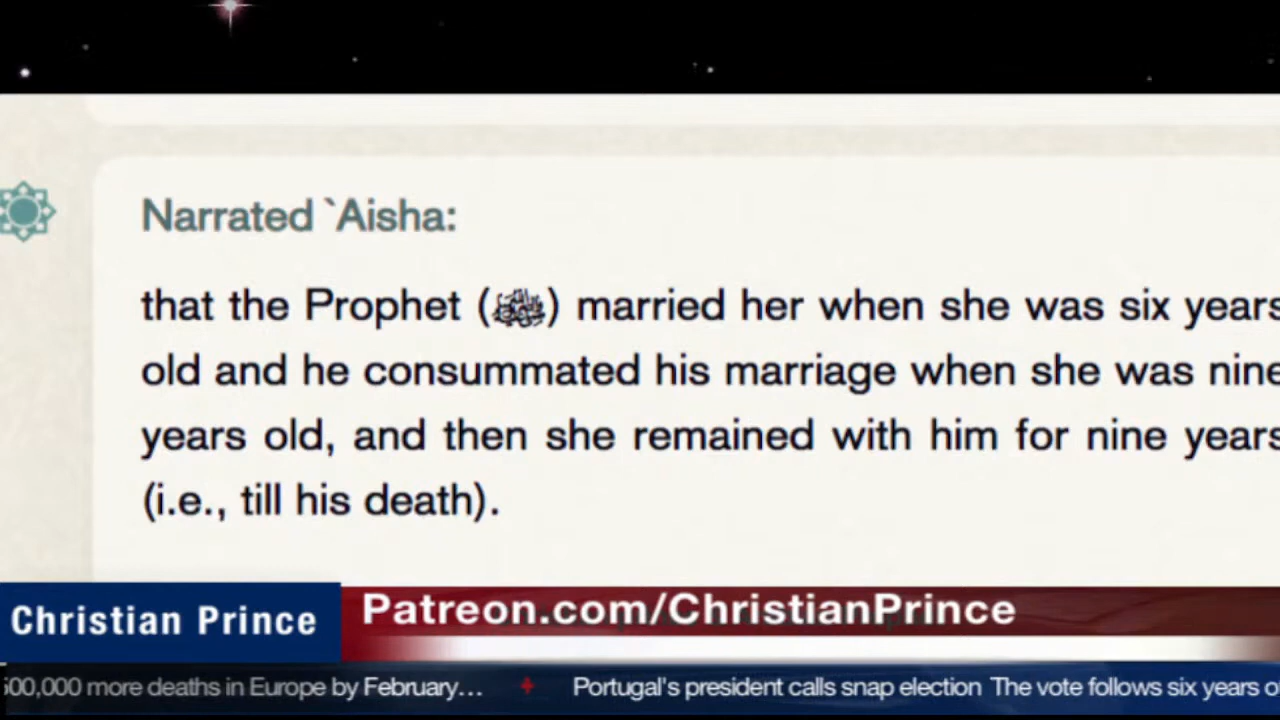 Narrated `Aisha:
that the Prophet (ﷺ) married her when she was six years
old and he consummated his marriage when she was nine
years old, and then she remained with him for nine years
(i.e., till his death).
Christian Prince
Patreon.com/ChristianPrince
500,000 more deaths in Europe by February... Portugal's president calls snap election The vote follows six years o